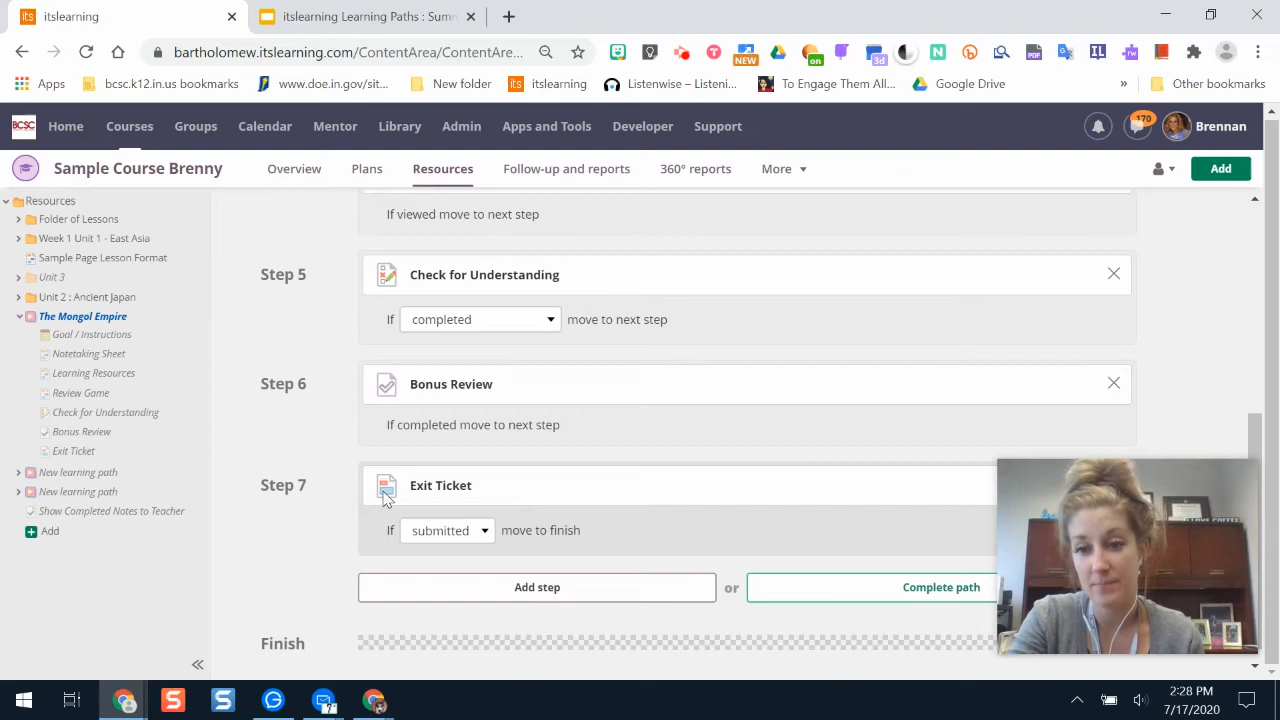 itslearning
itslearning Learning Paths : Sum
bartholomew.itslearning.com/ContentArea/ContentAre...
NEW
on
3d
PDF
IL
rw
Apps
bcsc.k12.in.us bookmarks
www.doe.in.gov/sit...
New folder
itslearning
Listenwise – Listeni...
To Engage Them All...
Google Drive
»
Other bookmarks
BCSC
Home
Courses
Groups
Calendar
Mentor
Library
Admin
Apps and Tools
Developer
Support
170
Brennan
Sample Course Brenny
Overview
Plans
Resources
Follow-up and reports
360° reports
More
Add
Resources
Folder of Lessons
Week 1 Unit 1 - East Asia
Sample Page Lesson Format
Unit 3
Unit 2 : Ancient Japan
The Mongol Empire
Goal / Instructions
Notetaking Sheet
Learning Resources
Review Game
Check for Understanding
Bonus Review
Exit Ticket
New learning path
New learning path
Show Completed Notes to Teacher
Add
If viewed move to next step
Step 5
Check for Understanding
If completed move to next step
Step 6
Bonus Review
If completed move to next step
Step 7
Exit Ticket
If submitted move to finish
Add step
or
Complete path
Finish
2:28 PM
7/17/2020